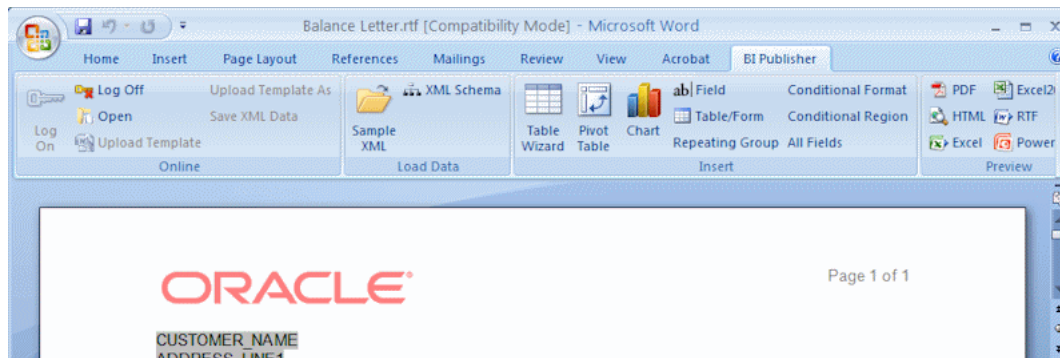 Balance Letter.rtf [Compatibility Mode] - Microsoft Word
Home Insert Page Layout References Mailings Review View Acrobat BI Publisher
Log On
Log Off
Open
Upload Template
Upload Template As
Save XML Data
Online
Sample XML
XML Schema
Load Data
Table Wizard
Pivot Table
Chart
ab| Field
Table/Form
Repeating Group
Conditional Format
Conditional Region
All Fields
Insert
PDF
HTML
Excel
Excel2
RTF
Power
Preview
ORACLE®
Page 1 of 1
CUSTOMER_NAME
ADDRESS_LINE1